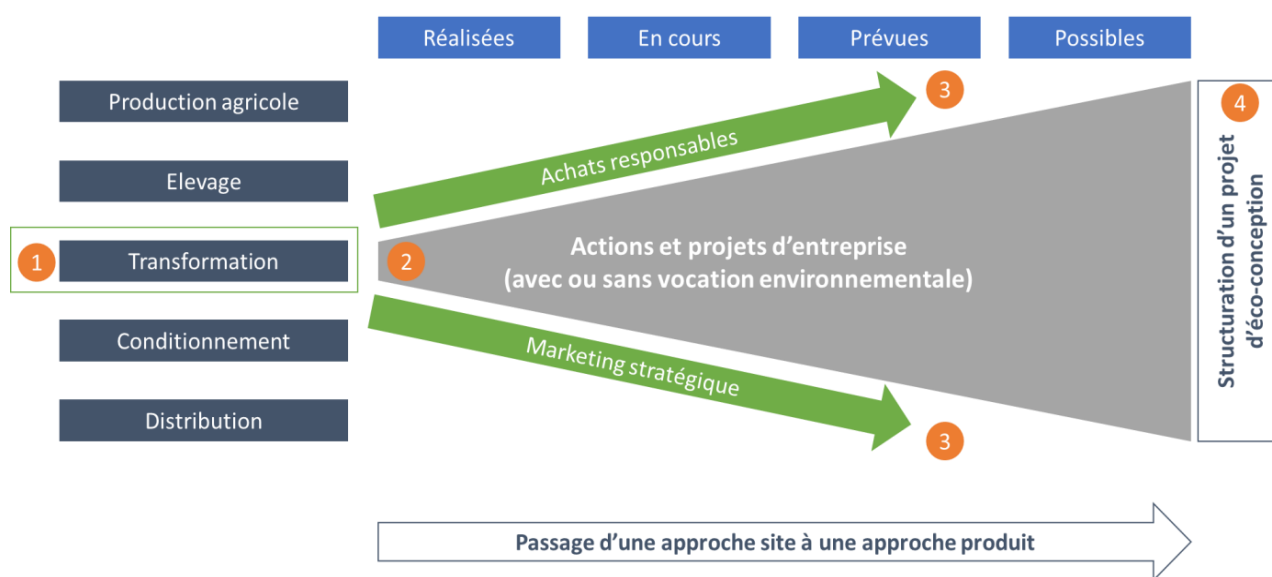 Réalisées
En cours
Prévues
Possibles
Production agricole
Elevage
1
Transformation
Conditionnement
Distribution
Achats responsables
3
2
Actions et projets d’entreprise
(avec ou sans vocation environnementale)
Marketing stratégique
3
4
Structuration d’un projet
d’éco-conception
Passage d’une approche site à une approche produit